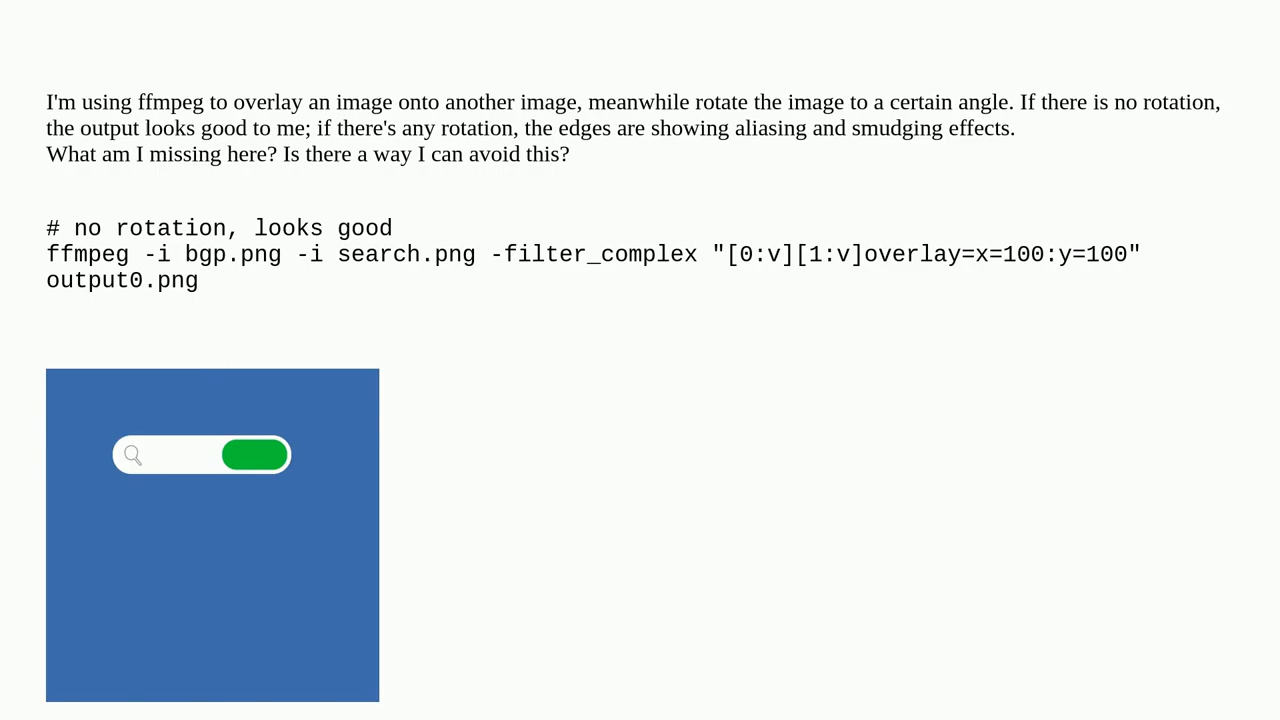 I'm using ffmpeg to overlay an image onto another image, meanwhile rotate the image to a certain angle. If there is no rotation,
the output looks good to me; if there's any rotation, the edges are showing aliasing and smudging effects.
What am I missing here? Is there a way I can avoid this?
# no rotation, looks good
ffmpeg -i bgp.png -i search.png -filter_complex "[0:v][1:v]overlay=x=100:y=100"
output0.png